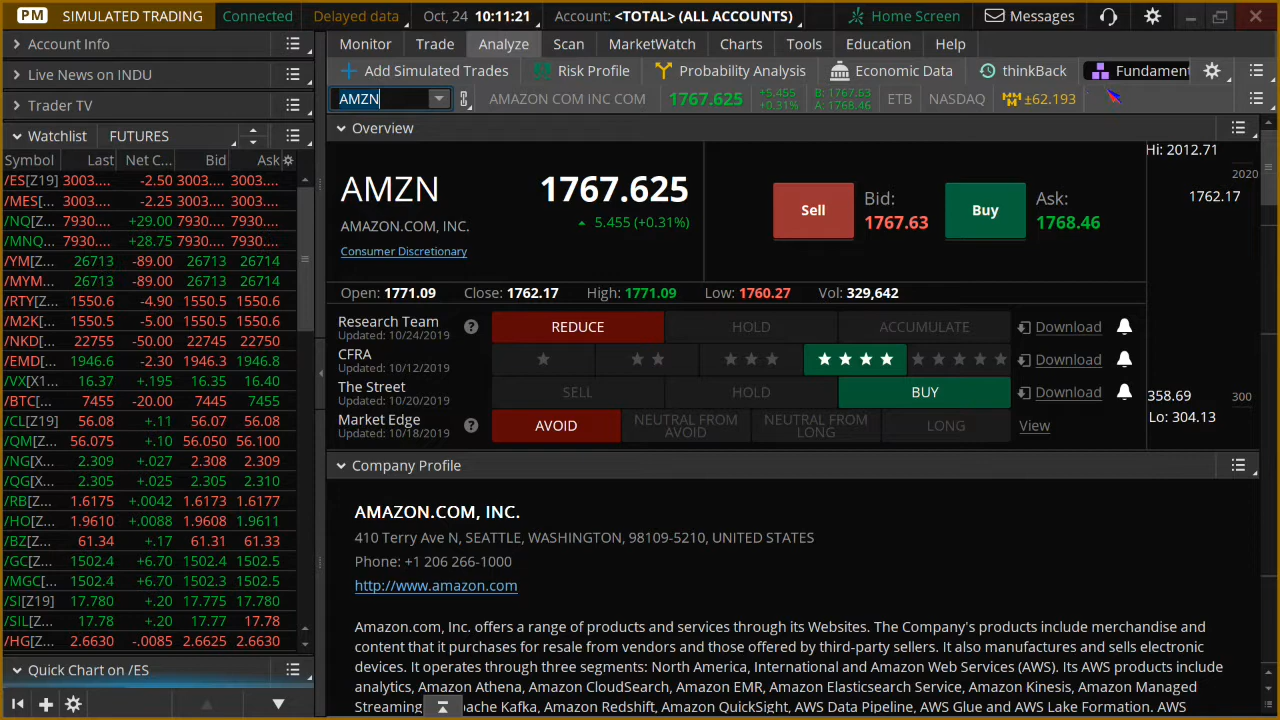 PM SIMULATED TRADING Connected Delayed data Oct, 24 10:11:21 Account: <TOTAL> (ALL ACCOUNTS) Home Screen Messages
Account Info
Live News on INDU
Trader TV
Watchlist FUTURES
Symbol Last Net C... Bid Ask
/ES[Z19] 3003.... -2.50 3003.... 3003....
/MES[... 3003.... -2.25 3003.... 3003....
/NQ[Z... 7930.... +29.00 7930.... 7930....
/MNQ... 7930.... +28.75 7930.... 7930....
/YM[Z... 26713 -89.00 26713 26714
/MYM... 26713 -89.00 26713 26714
/RTY[Z... 1550.6 -4.90 1550.5 1550.6
/M2K[... 1550.5 -5.00 1550.5 1550.6
/NKD[... 22755 -50.00 22745 22750
/EMD[... 1946.6 -2.30 1946.3 1946.8
/VX[X1... 16.37 +.195 16.35 16.40
/BTC[... 7455 -20.00 7445 7455
/CL[Z19] 56.08 +.11 56.07 56.08
/QM[Z... 56.075 +.10 56.050 56.100
/NG[X... 2.309 +.027 2.308 2.309
/QG[X... 2.305 +.025 2.305 2.310
/RB[Z... 1.6175 +.0042 1.6173 1.6177
/HO[Z... 1.9610 +.0088 1.9608 1.9611
/BZ[Z... 61.34 +.17 61.31 61.33
/GC[Z... 1502.4 +6.70 1502.4 1502.5
/MGC[... 1502.4 +6.70 1502.3 1502.5
/SI[Z19] 17.780 +.20 17.775 17.780
/SIL[Z... 17.78 +.20 17.77 17.78
/HG[Z... 2.6630 -.0085 2.6625 2.6630
Quick Chart on /ES
Monitor Trade Analyze Scan MarketWatch Charts Tools Education Help
Add Simulated Trades Risk Profile Probability Analysis Economic Data thinkBack Fundament
AMZN AMAZON COM INC COM 1767.625 +5.455 +0.31% B: 1767.63 A: 1768.46 ETB NASDAQ MMM ±62.193
Overview
AMZN 1767.625
AMAZON.COM, INC. 5.455 (+0.31%)
Consumer Discretionary
Sell Bid: 1767.63 Buy Ask: 1768.46
Hi: 2012.71
2020
1762.17
Open: 1771.09 Close: 1762.17 High: 1771.09 Low: 1760.27 Vol: 329,642
Research Team ? REDUCE HOLD ACCUMULATE Download
Updated: 10/24/2019
CFRA Download
Updated: 10/12/2019
The Street SELL HOLD BUY Download
Updated: 10/20/2019
Market Edge ? AVOID NEUTRAL FROM AVOID NEUTRAL FROM LONG LONG View
Updated: 10/18/2019
358.69 300
Lo: 304.13
Company Profile
AMAZON.COM, INC.
410 Terry Ave N, SEATTLE, WASHINGTON, 98109-5210, UNITED STATES
Phone: +1 206 266-1000
http://www.amazon.com
Amazon.com, Inc. offers a range of products and services through its Websites. The Company's products include merchandise and
content that it purchases for resale from vendors and those offered by third-party sellers. It also manufactures and sells electronic
devices. It operates through three segments: North America, International and Amazon Web Services (AWS). Its AWS products include
analytics, Amazon Athena, Amazon CloudSearch, Amazon EMR, Amazon Elasticsearch Service, Amazon Kinesis, Amazon Managed
Streaming Kafka, Amazon Redshift, Amazon QuickSight, AWS Data Pipeline, AWS Glue and AWS Lake Formation. AWS